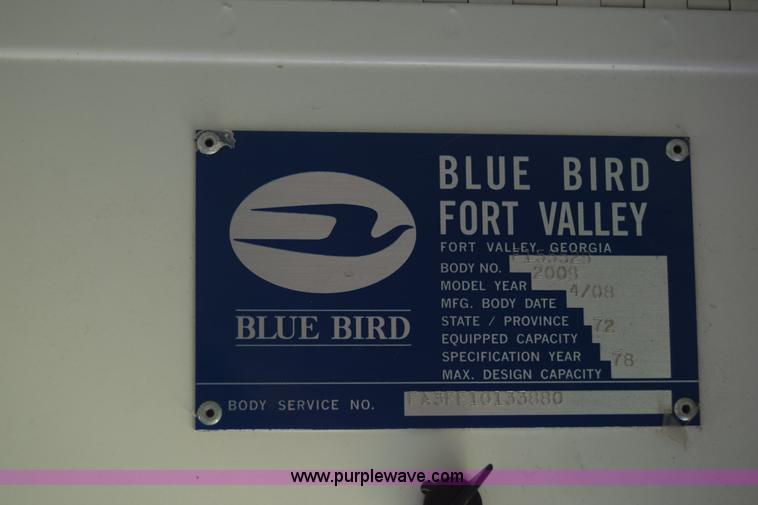 BLUE BIRD
FORT VALLEY
FORT VALLEY, GEORGIA
BODY NO.
MODEL YEAR 2009
MFG. BODY DATE 4/08
STATE / PROVINCE
EQUIPPED CAPACITY 72
SPECIFICATION YEAR
MAX. DESIGN CAPACITY 78
BLUE BIRD
BODY SERVICE NO.
www.purplewave.com